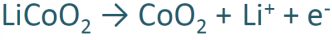 LiCoO₂ → CoO₂ + Li⁺ + e⁻